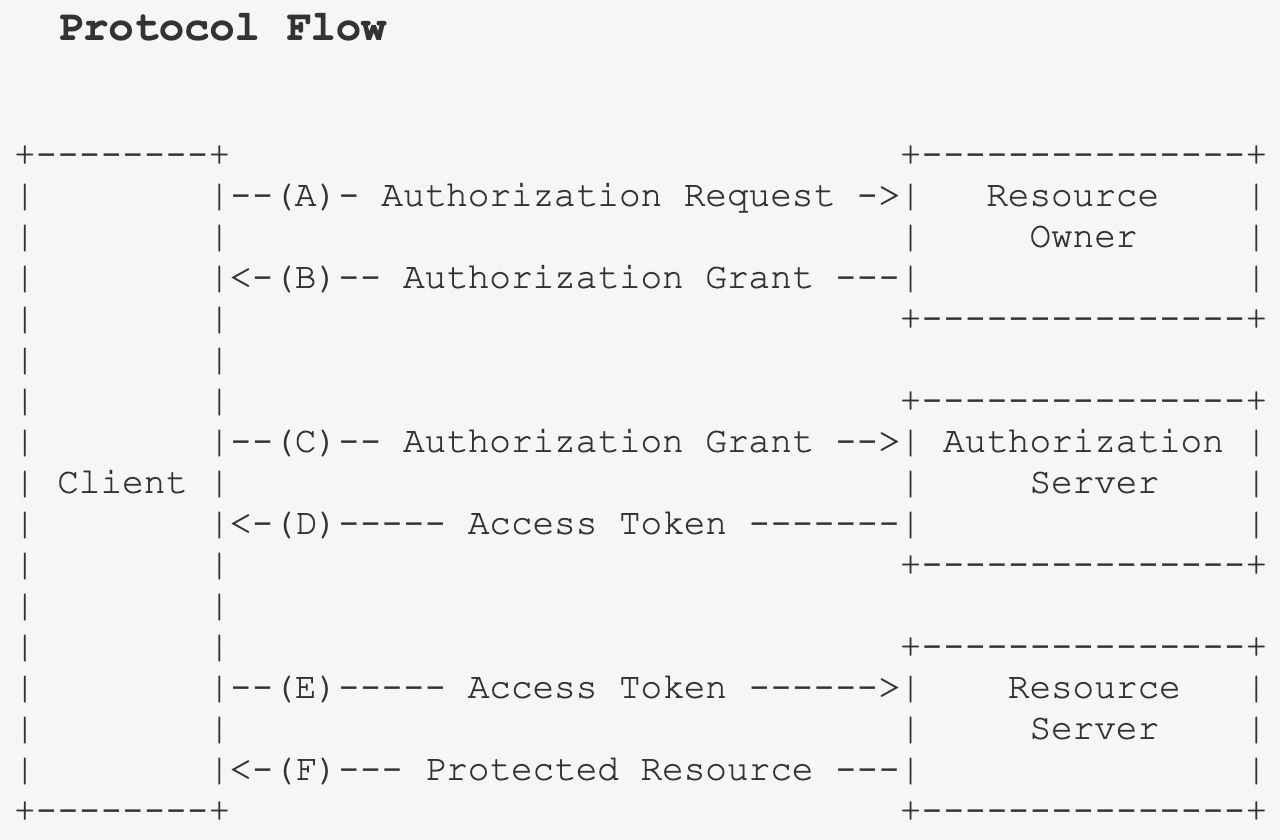 Protocol Flow
+--------+                               +---------------+
|        |--(A)- Authorization Request ->|   Resource    |
|        |                               |     Owner     |
|        |<-(B)-- Authorization Grant ---|               |
|        |                               +---------------+
|        |
|        |                               +---------------+
|        |--(C)-- Authorization Grant -->| Authorization |
| Client |                               |     Server    |
|        |<-(D)----- Access Token -------|               |
|        |                               +---------------+
|        |
|        |                               +---------------+
|        |--(E)----- Access Token ------>|    Resource   |
|        |                               |     Server    |
|        |<-(F)--- Protected Resource ---|               |
+--------+                               +---------------+